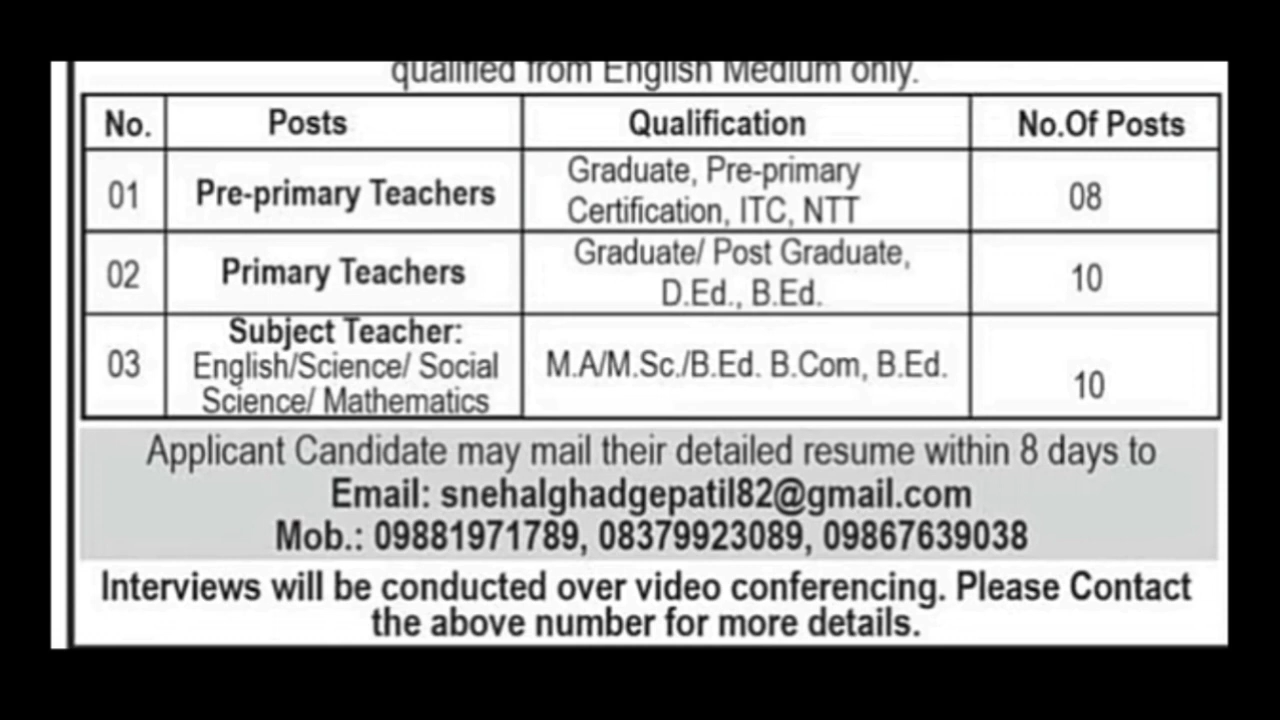 qualified from English Medium only.
No. Posts Qualification No.Of Posts
01 Pre-primary Teachers Graduate, Pre-primary Certification, ITC, NTT 08
02 Primary Teachers Graduate/ Post Graduate, D.Ed., B.Ed. 10
03 Subject Teacher: English/Science/ Social Science/ Mathematics M.A/M.Sc./B.Ed. B.Com, B.Ed. 10
Applicant Candidate may mail their detailed resume within 8 days to
Email: snehalghadgepatil82@gmail.com
Mob.: 09881971789, 08379923089, 09867639038
Interviews will be conducted over video conferencing. Please Contact
the above number for more details.